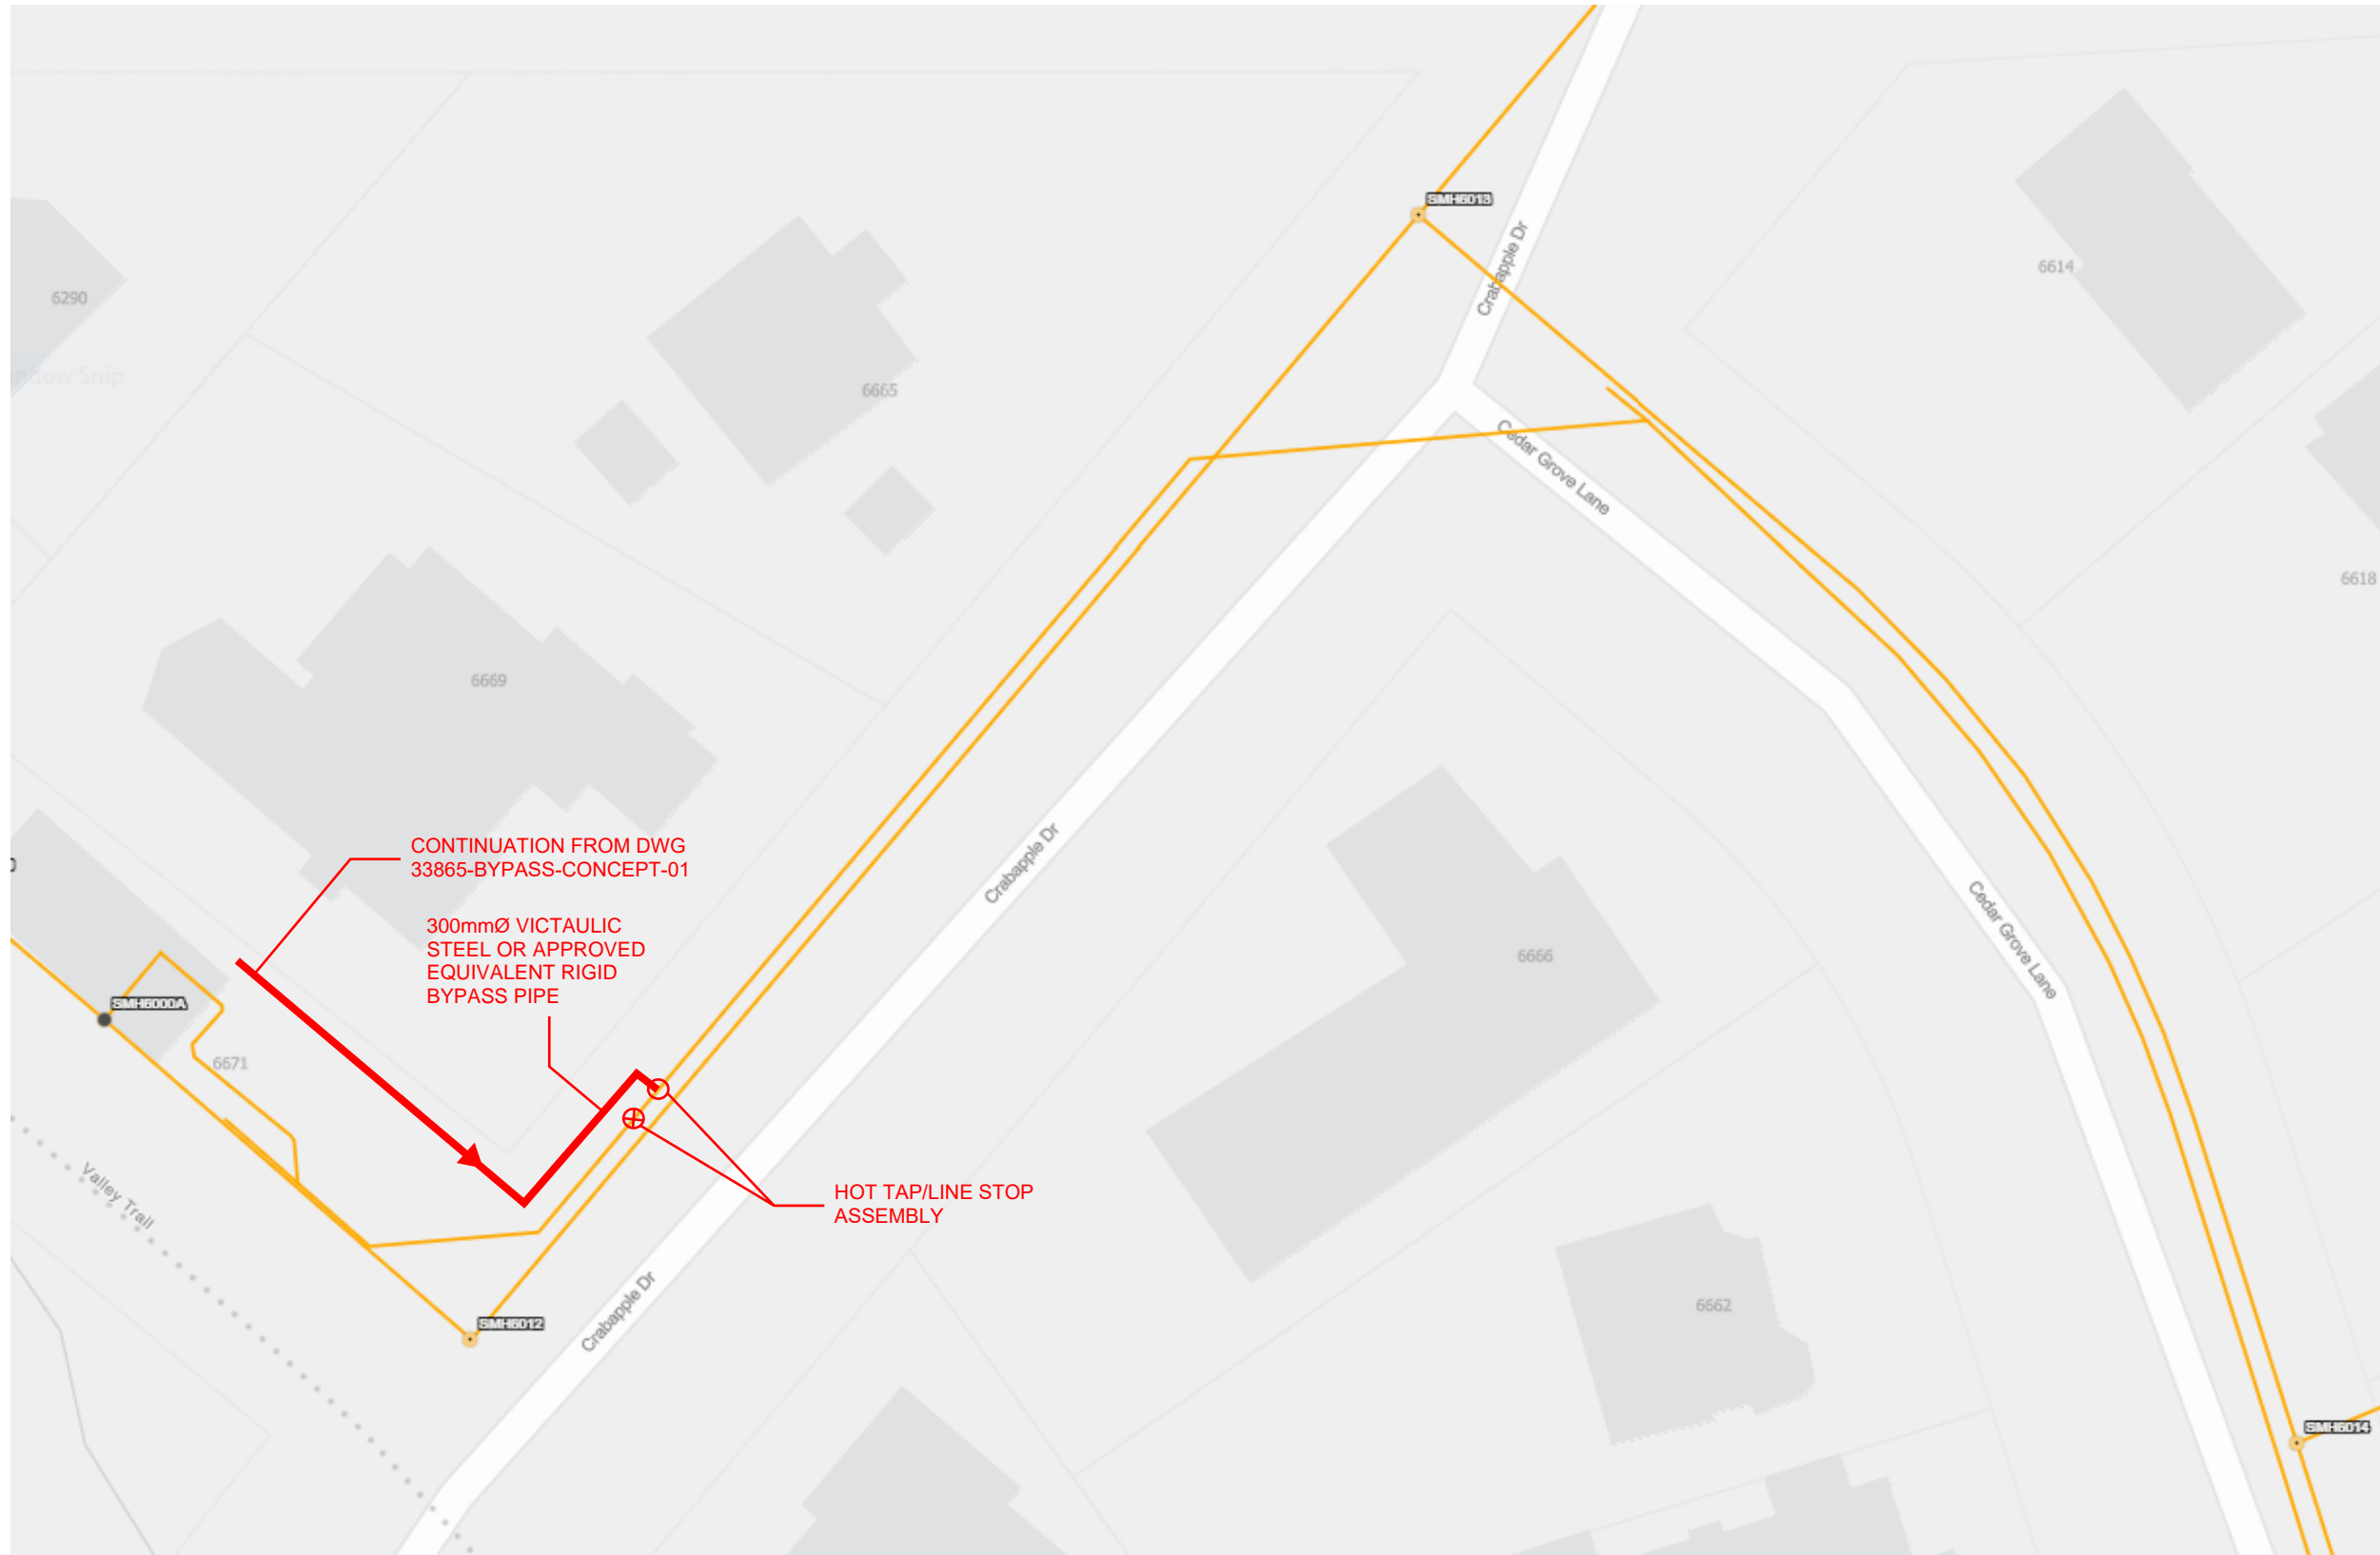 SMH6013
Crabapple Dr
6614
6290
ndow Snip
6665
Cedar Grove Lane
6618
6669
CONTINUATION FROM DWG
33865-BYPASS-CONCEPT-01
Crabapple Dr
300mmØ VICTAULIC
STEEL OR APPROVED
EQUIVALENT RIGID
BYPASS PIPE
Cedar Grove Lane
6666
SMH6000A
6671
Valley Trail
HOT TAP/LINE STOP
ASSEMBLY
SMH6012
Crabapple Dr
6662
SMH6014